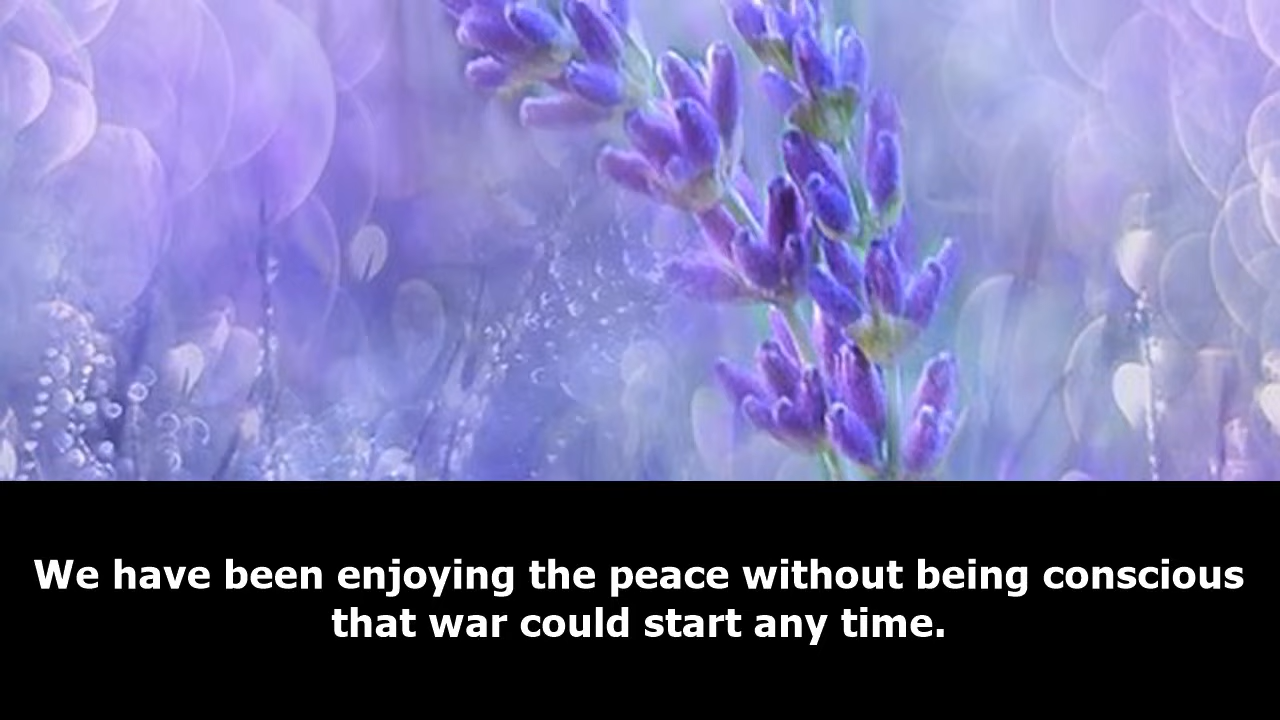 We have been enjoying the peace without being conscious
that war could start any time.